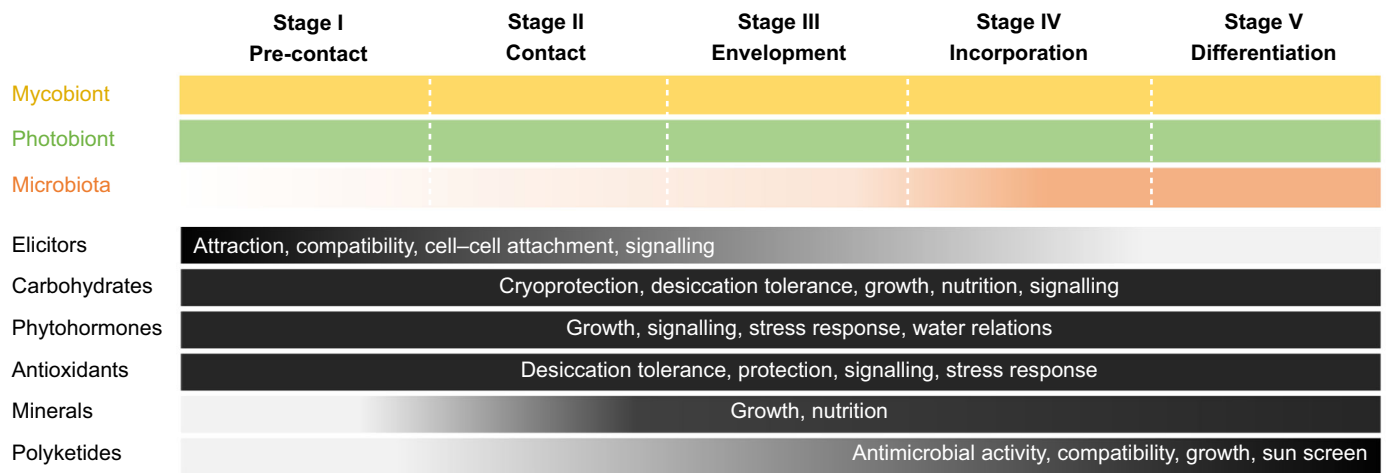 Stage I Stage II Stage III Stage IV Stage V
Pre-contact Contact Envelopment Incorporation Differentiation
Mycobiont
Photobiont
Microbiota
Elicitors Attraction, compatibility, cell–cell attachment, signalling
Carbohydrates Cryoprotection, desiccation tolerance, growth, nutrition, signalling
Phytohormones Growth, signalling, stress response, water relations
Antioxidants Desiccation tolerance, protection, signalling, stress response
Minerals Growth, nutrition
Polyketides Antimicrobial activity, compatibility, growth, sun screen